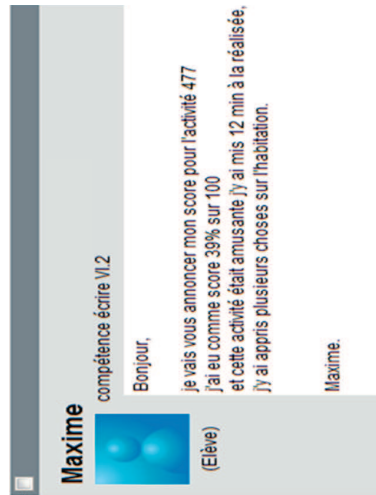 Maxime
compétence écrire VI.2
(Elève)
Bonjour,
je vais vous annoncer mon score pour l'activité 477
j'ai eu comme score 39% sur 100
et cette activité était amusante j'y ai mis 12 min à la réalisée,
j'y ai appris plusieurs choses sur l'habitation.
Maxime.